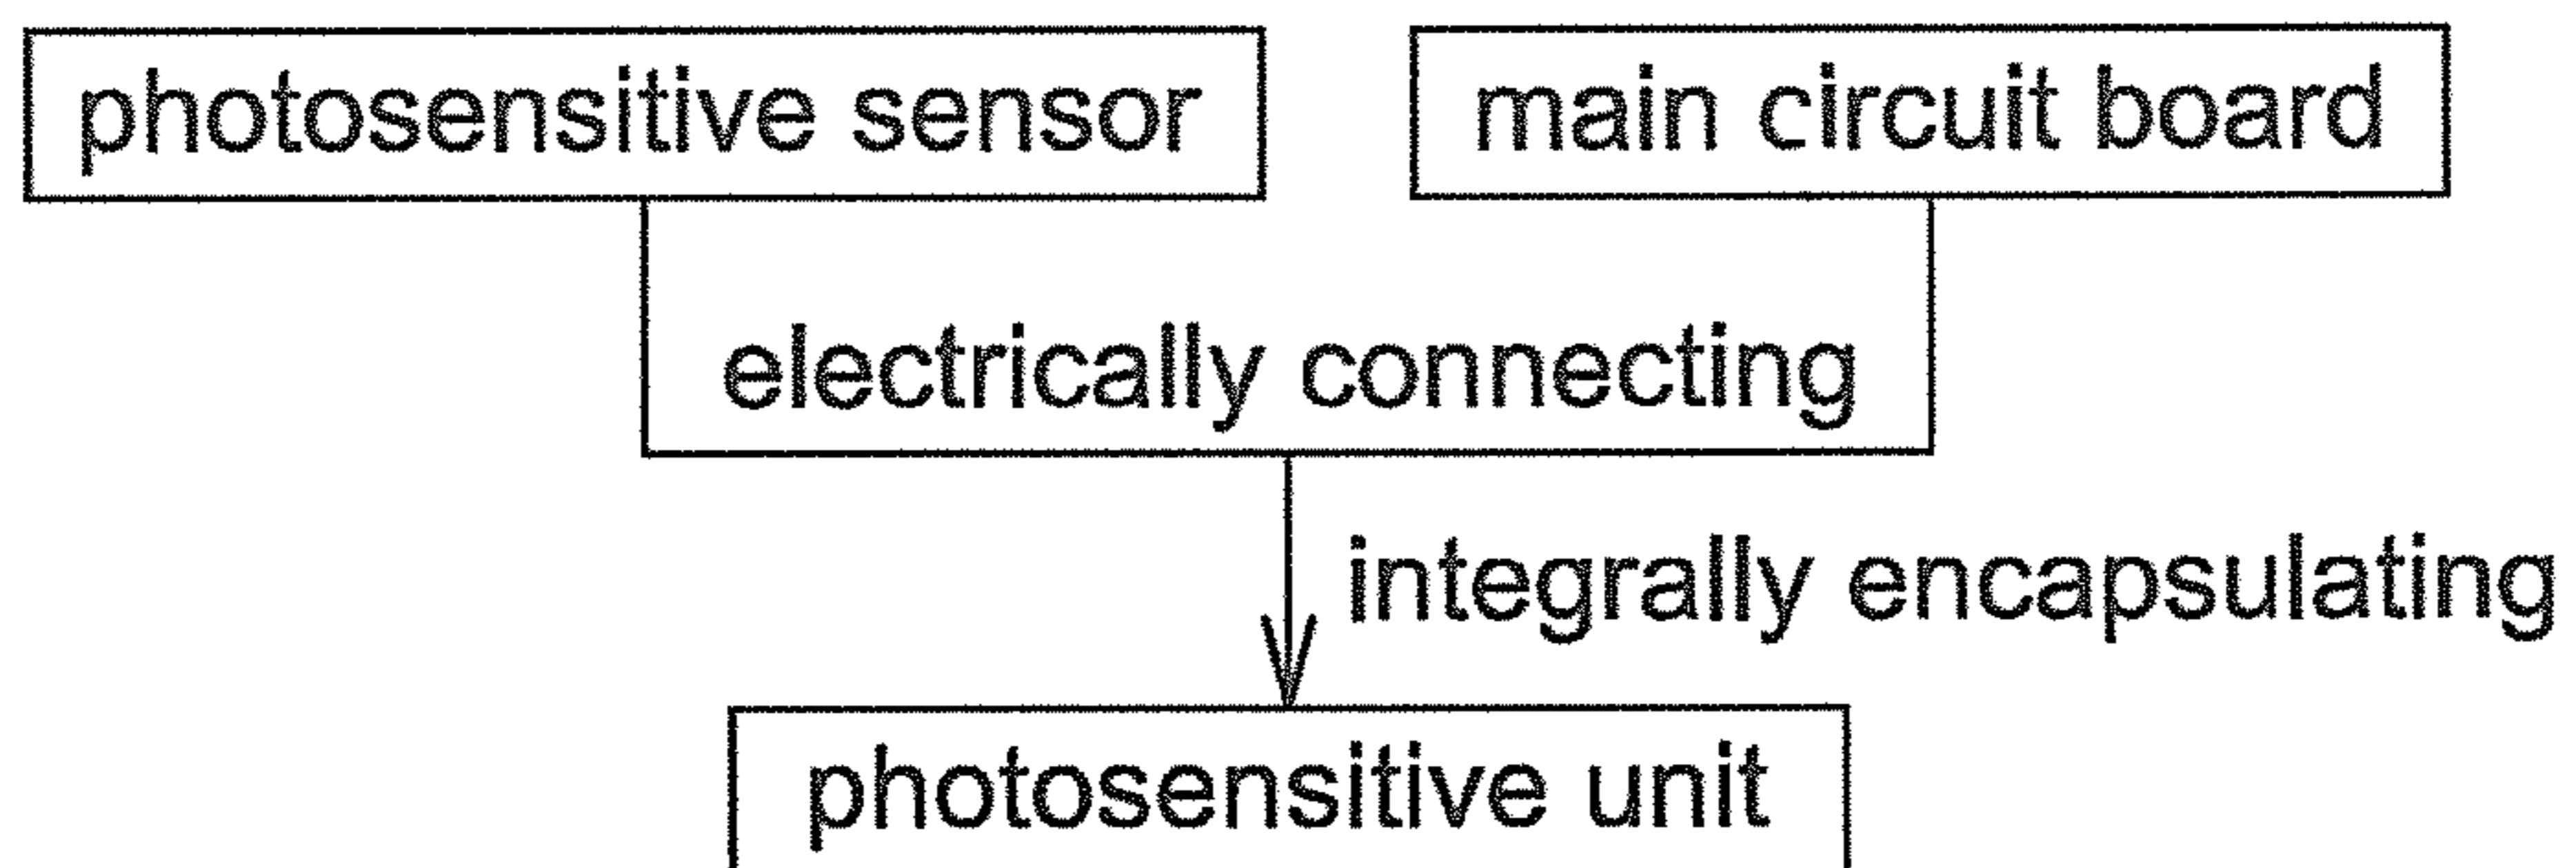 photosensitive sensor
main circuit board
electrically connecting
integrally encapsulating
photosensitive unit